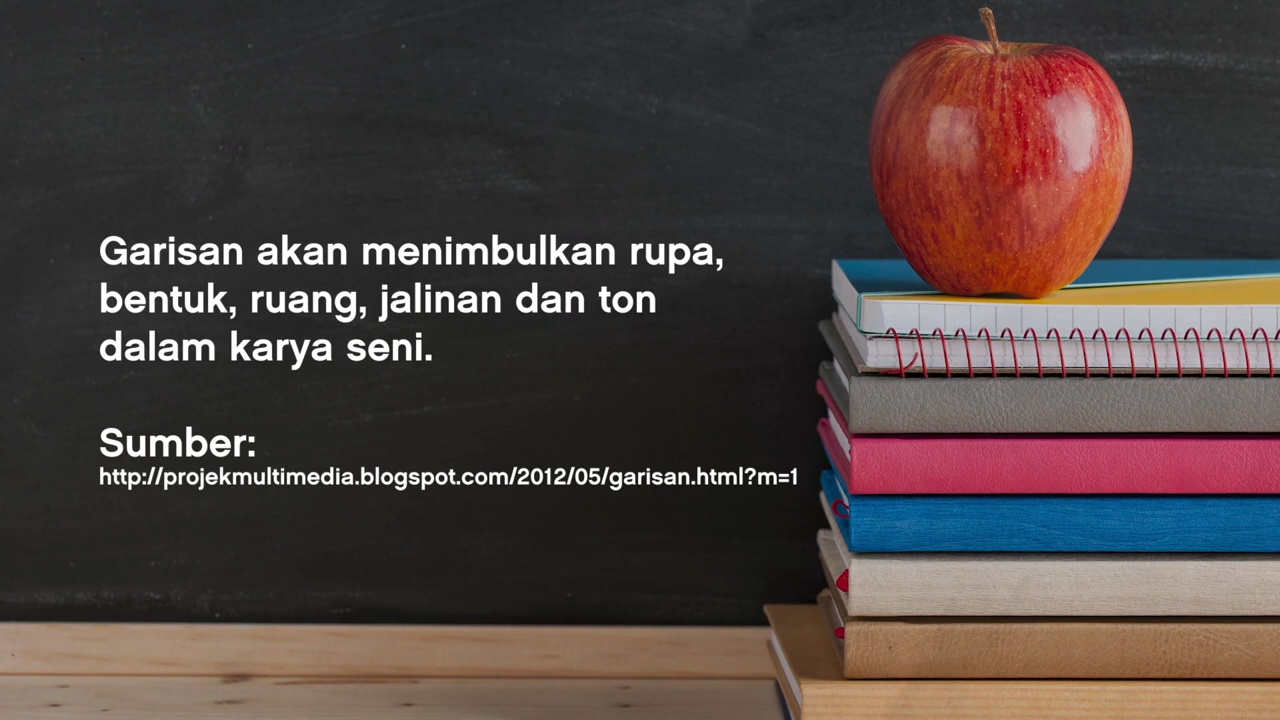 Garisan akan menimbulkan rupa,
bentuk, ruang, jalinan dan ton
dalam karya seni.
Sumber:
http://projekmultimedia.blogspot.com/2012/05/garisan.html?m=1